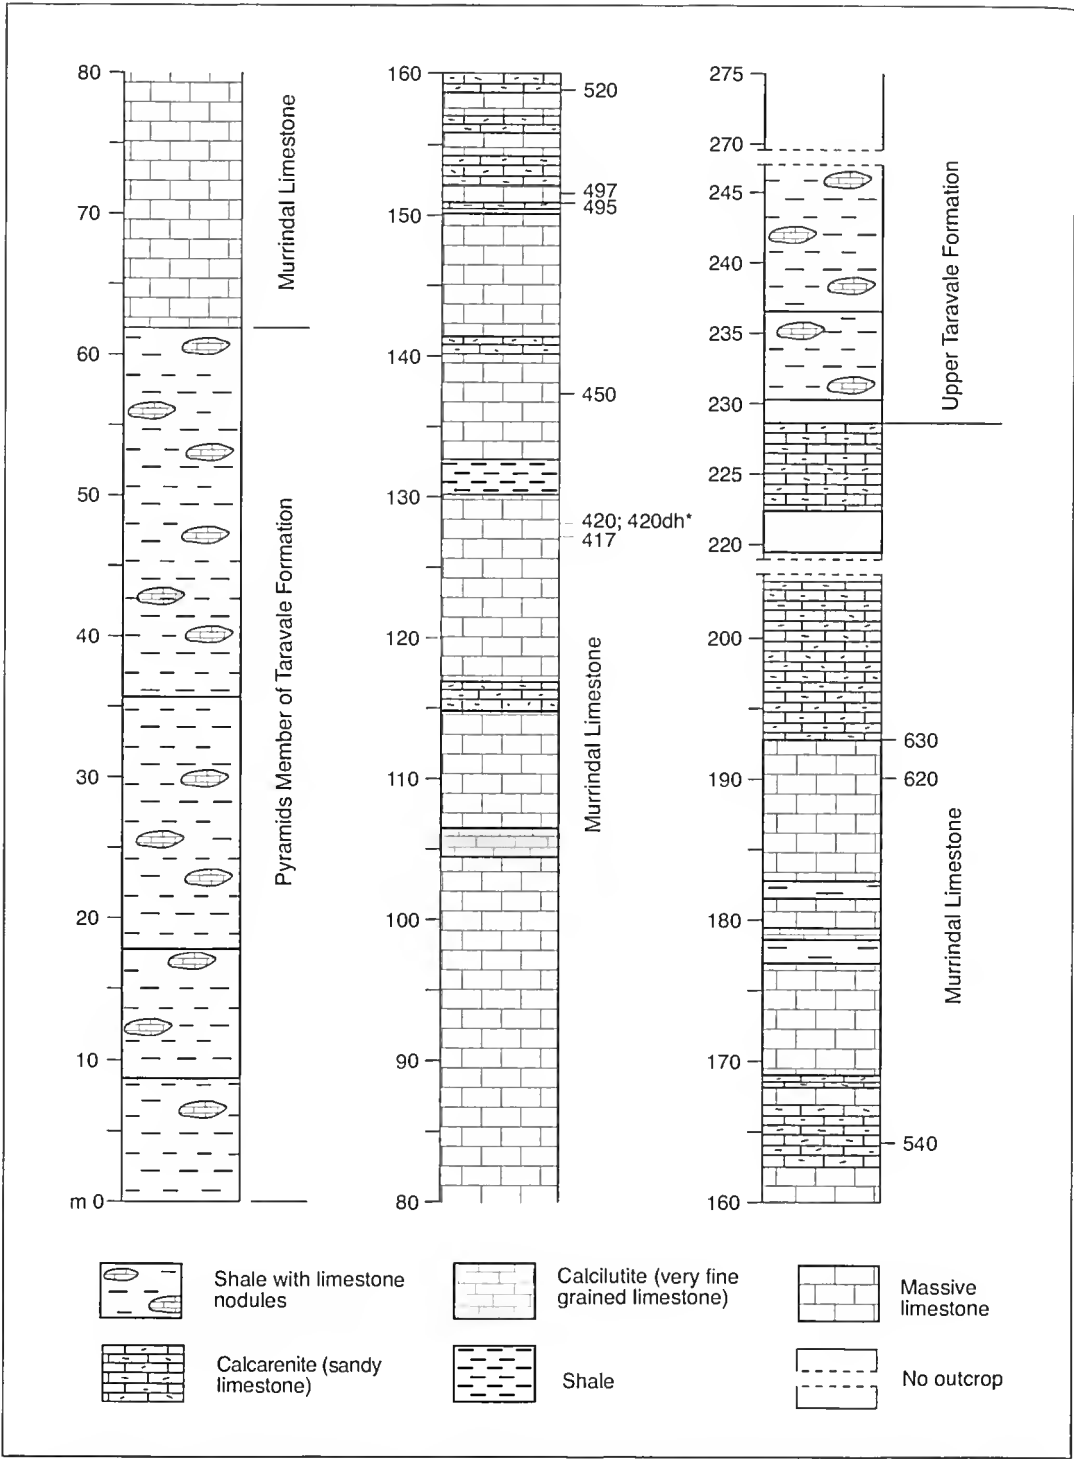 80
70
60
50
40
30
20
10
m 0
Murrindal Limestone
Pyramids Member of Taravale Formation
160
150
140
130
120
110
100
90
80
520
497
495
450
420; 420dh*
417
Murrindal Limestone
275
270
245
240
235
230
225
220
200
190
180
170
160
630
620
540
Upper Taravale Formation
Murrindal Limestone
Shale with limestone
nodules
Calcilutite (very fine
grained limestone)
Massive
limestone
Calcarenite (sandy
limestone)
Shale
No outcrop